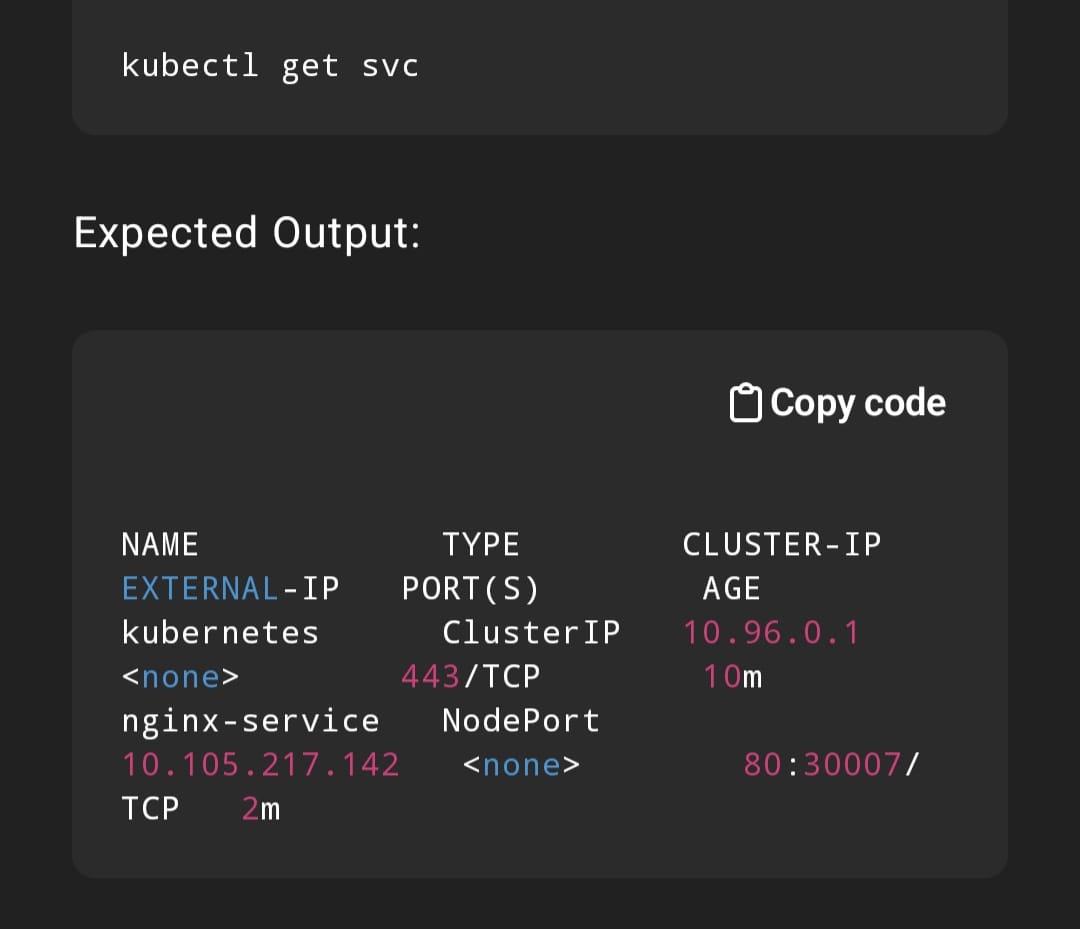 kubectl get svc
Expected Output:
Copy code
NAME                TYPE        CLUSTER-IP
EXTERNAL-IP   PORT(S)        AGE
kubernetes      ClusterIP   10.96.0.1
<none>        443/TCP        10m
nginx-service   NodePort
10.105.217.142   <none>        80:30007/
TCP   2m